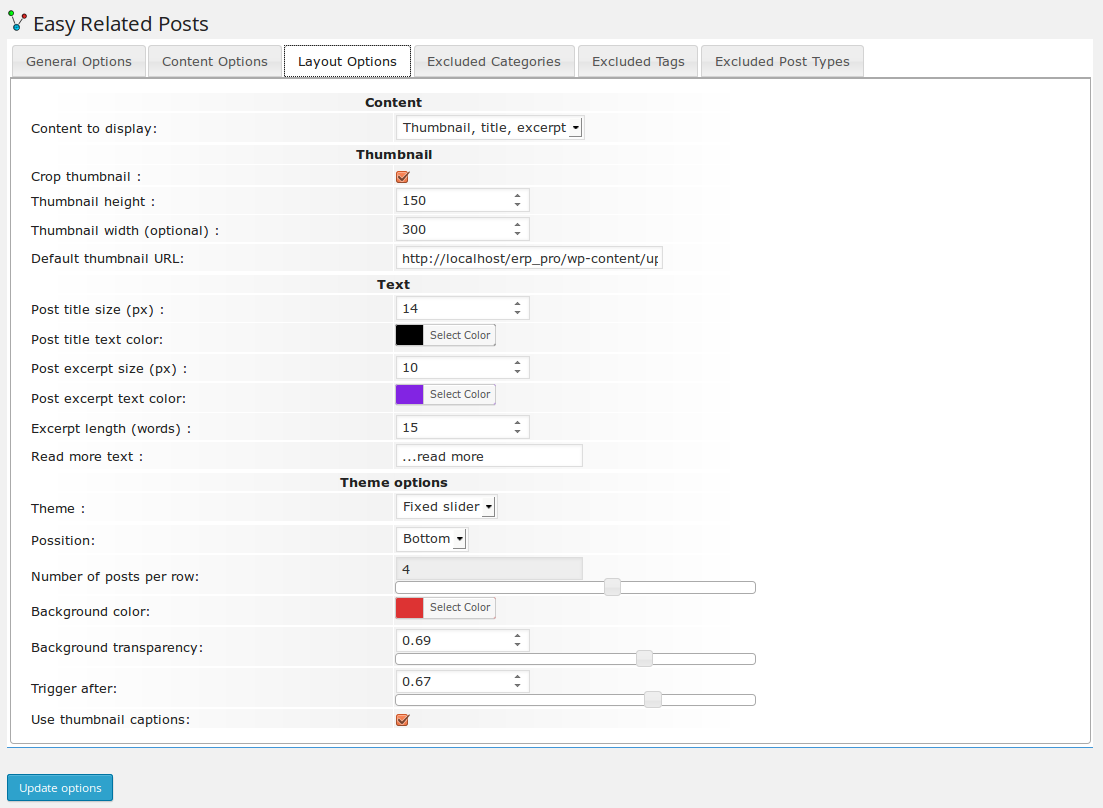 Easy Related Posts
General Options Content Options Layout Options Excluded Categories Excluded Tags Excluded Post Types
Content
Content to display: Thumbnail, title, excerpt
Thumbnail
Crop thumbnail :
Thumbnail height : 150
Thumbnail width (optional) : 300
Default thumbnail URL: http://localhost/erp_pro/wp-content/up
Text
Post title size (px) : 14
Post title text color: Select Color
Post excerpt size (px) : 10
Post excerpt text color: Select Color
Excerpt length (words) : 15
Read more text : ...read more
Theme options
Theme : Fixed slider
Possition: Bottom
Number of posts per row: 4
Background color: Select Color
Background transparency: 0.69
Trigger after: 0.67
Use thumbnail captions:
Update options